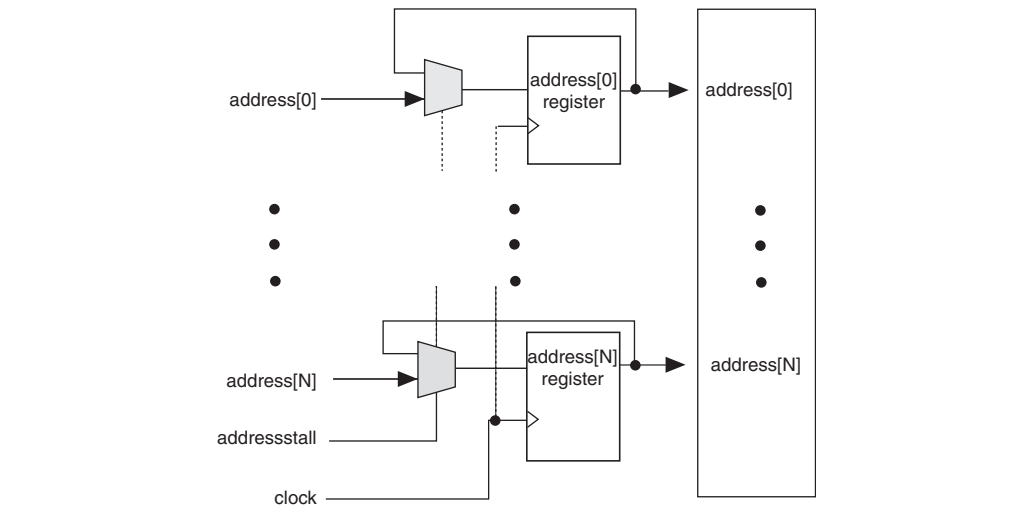 address[0]
address[0]
register
address[0]
address[N]
address[N]
register
address[N]
addressstall
clock